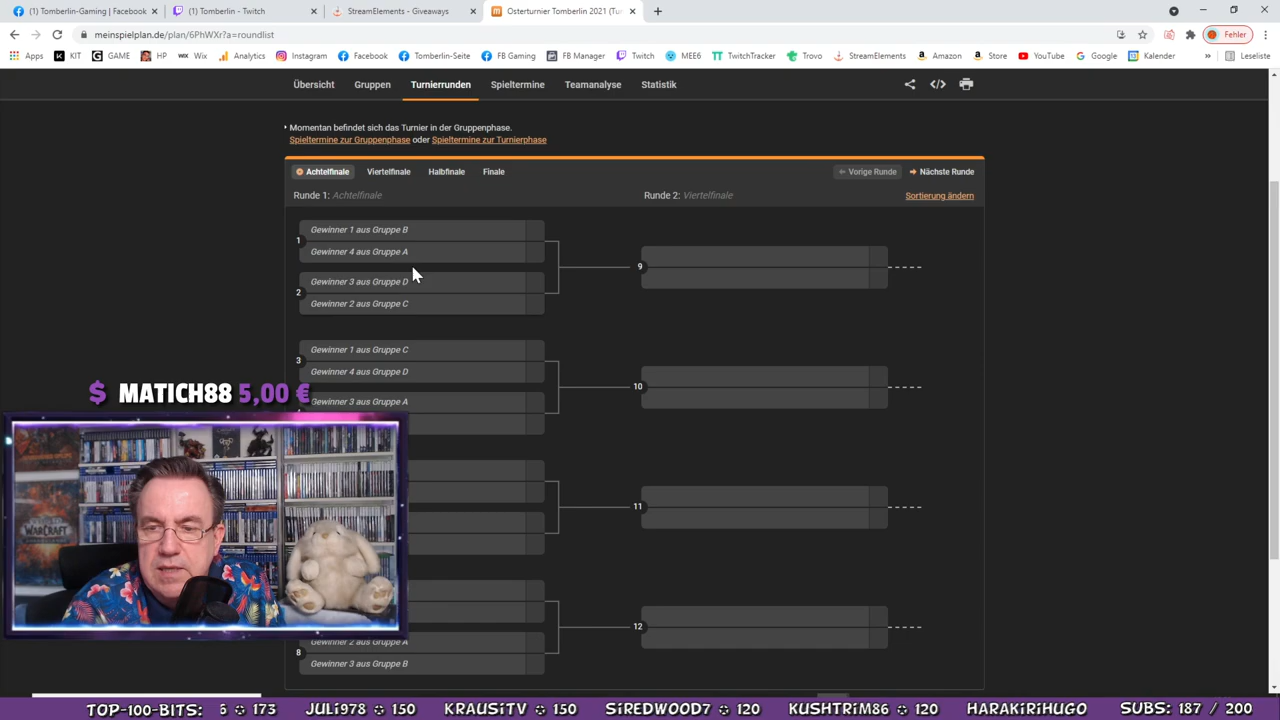 (1) Tomberlin-Gaming | Facebook
(1) Tomberlin - Twitch
StreamElements - Giveaways
Osterturnier Tomberlin 2021 (Tu
meinspielplan.de/plan/6PhWXr?a=roundlist
Fehler
Apps
KIT
GAME
HP
Wix
Analytics
Instagram
Facebook
Tomberlin-Seite
FB Gaming
FB Manager
Twitch
MEE6
TwitchTracker
Trovo
StreamElements
Amazon
Store
YouTube
Google
Kalender
»
Leseliste
Übersicht
Gruppen
Turnierrunden
Spieltermine
Teamanalyse
Statistik
Momentan befindet sich das Turnier in der Gruppenphase.
Spieltermine zur Gruppenphase oder Spieltermine zur Turnierphase
Achtelfinale
Viertelfinale
Halbfinale
Finale
Vorige Runde
Nächste Runde
Runde 1: Achtelfinale
Runde 2: Viertelfinale
Sortierung ändern
1
Gewinner 1 aus Gruppe B
Gewinner 4 aus Gruppe A
2
Gewinner 3 aus Gruppe D
Gewinner 2 aus Gruppe C
9
3
Gewinner 1 aus Gruppe C
Gewinner 4 aus Gruppe D
Gewinner 3 aus Gruppe A
10
11
12
8
Gewinner 2 aus Gruppe A
Gewinner 3 aus Gruppe B
$ MATICH88 5,00 €
WARCRAFT
TOP-100-BITS:
6 ✪ 173
JULI978 ✪ 150
KRAUSITV ✪ 150
SIREDWOOD7 ✪ 120
KUSHTRIM86 ✪ 120
HARAKIRIHUGO
SUBS: 187 / 200